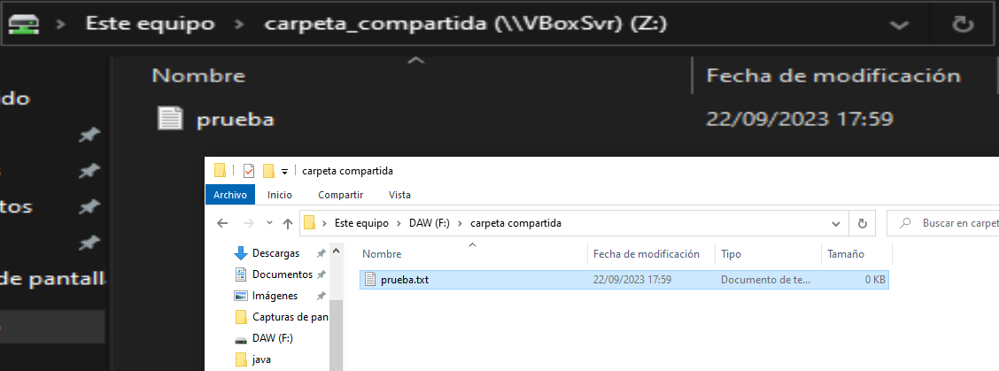 Este equipo > carpeta_compartida (\\VBoxSvr) (Z:)
Nombre Fecha de modificación
do
prueba 22/09/2023 17:59
tos
de pantall
carpeta compartida
Archivo Inicio Compartir Vista
Este equipo > DAW (F:) > carpeta compartida
Buscar en carpet
Nombre Fecha de modificación Tipo Tamaño
Descargas
Documentos
prueba.txt 22/09/2023 17:59 Documento de te... 0 KB
Imágenes
Capturas de pan
DAW (F:)
java